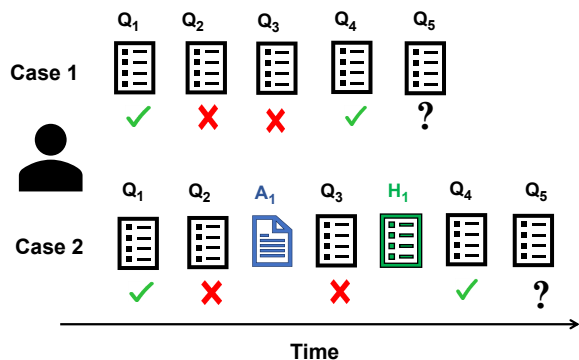 Q1 Q2 Q3 Q4 Q5
Case 1
?
Q1 Q2 A1 Q3 H1 Q4 Q5
Case 2
?
Time